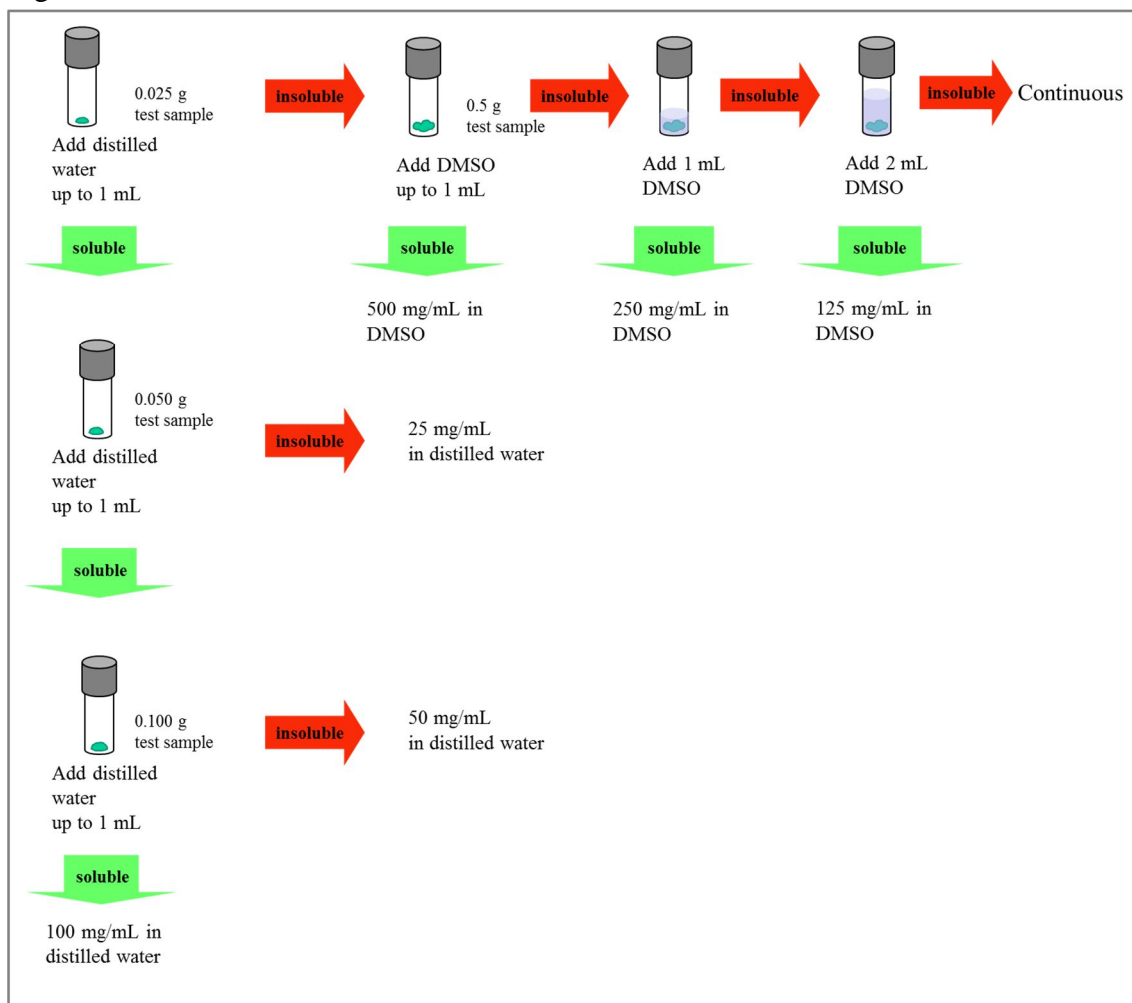 0.025 g
test sample
Add distilled
water
up to 1 mL
insoluble
0.5 g
test sample
Add DMSO
up to 1 mL
insoluble
Add 1 mL
DMSO
insoluble
Add 2 mL
DMSO
insoluble
Continuous
soluble
soluble
500 mg/mL in
DMSO
soluble
250 mg/mL in
DMSO
soluble
125 mg/mL in
DMSO
0.050 g
test sample
Add distilled
water
up to 1 mL
insoluble
25 mg/mL
in distilled water
soluble
0.100 g
test sample
Add distilled
water
up to 1 mL
insoluble
50 mg/mL
in distilled water
soluble
100 mg/mL in
distilled water